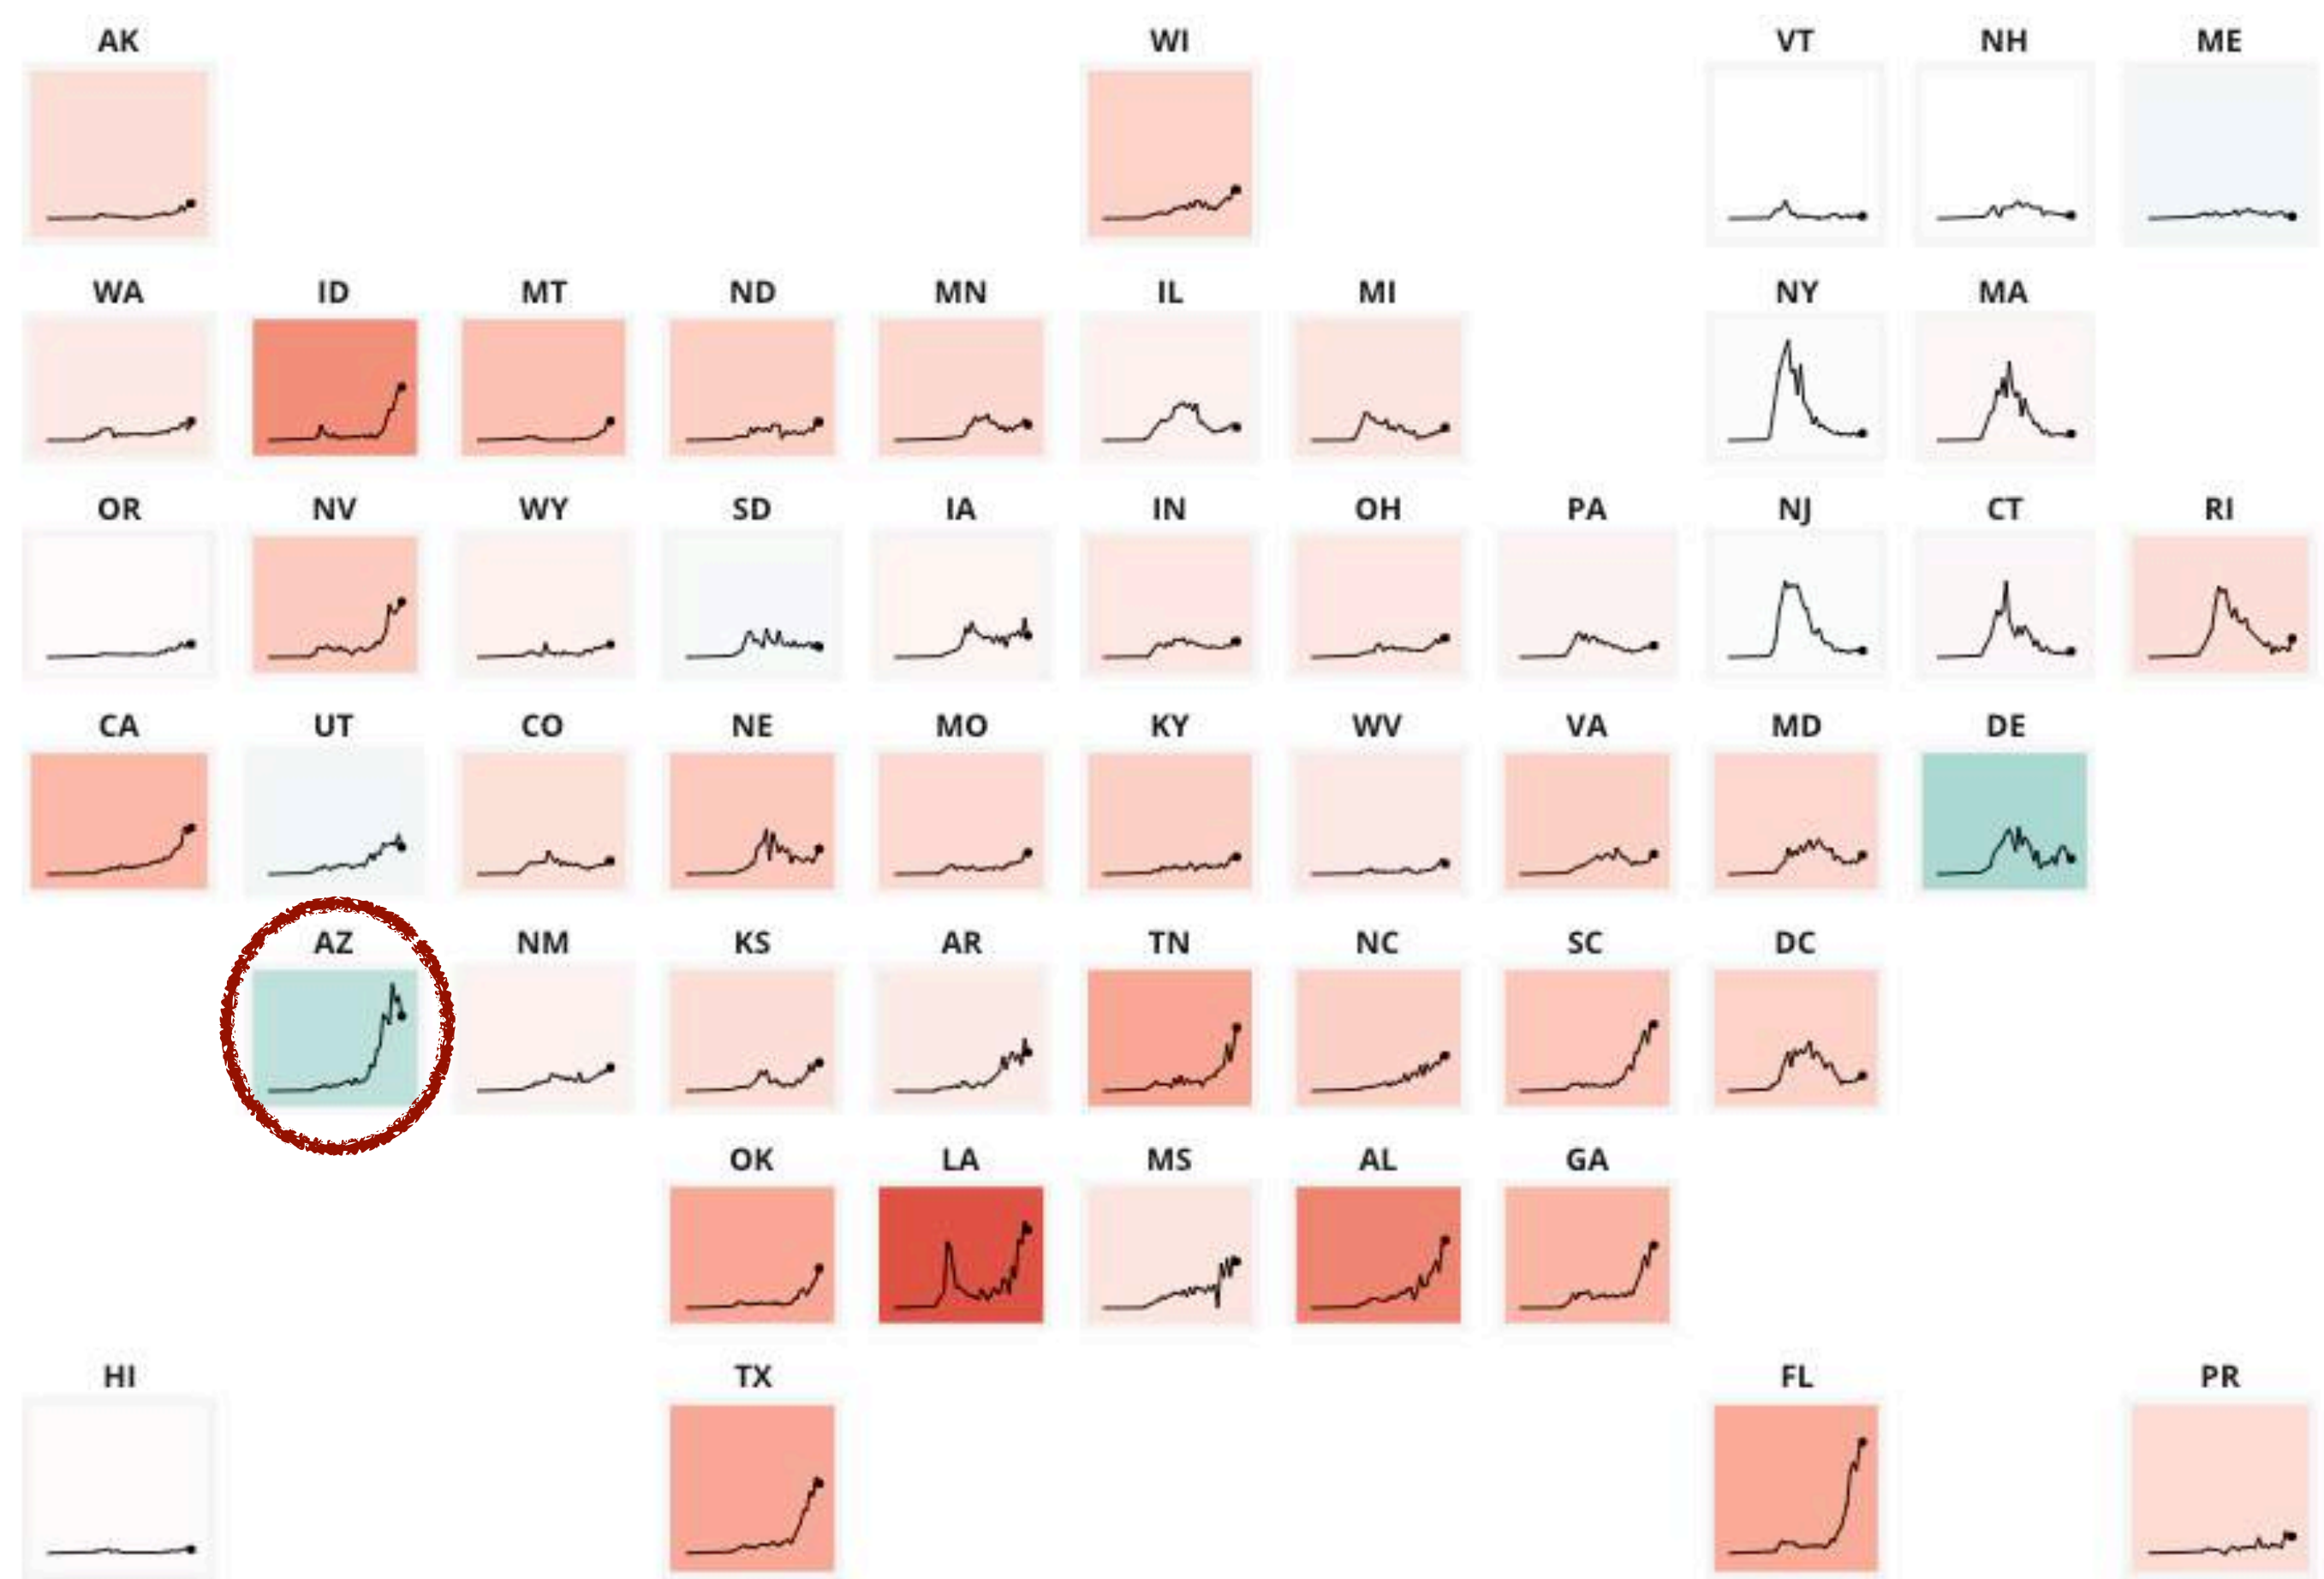 AK WI VT NH ME
WA ID MT ND MN IL MI NY MA
OR NV WY SD IA IN OH PA NJ CT RI
CA UT CO NE MO KY WV VA MD DE
AZ NM KS AR TN NC SC DC
OK LA MS AL GA
HI TX FL PR